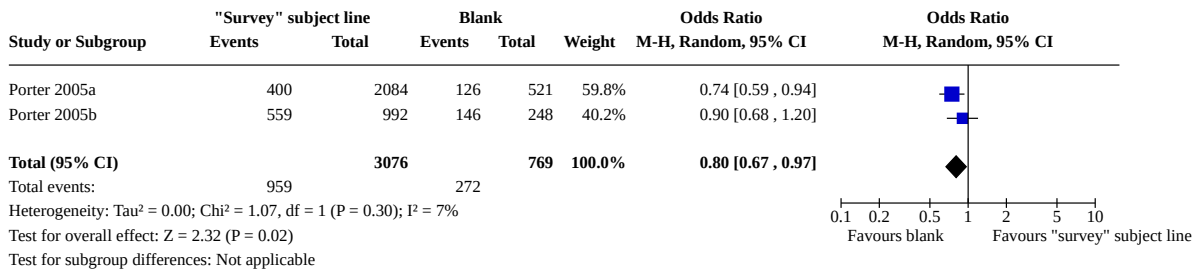 "Survey" subject line Blank Odds Ratio Odds Ratio
Study or Subgroup Events Total Events Total Weight M-H, Random, 95% CI M-H, Random, 95% CI
Porter 2005a 400 2084 126 521 59.8% 0.74 [0.59 , 0.94]
Porter 2005b 559 992 146 248 40.2% 0.90 [0.68 , 1.20]
Total (95% CI) 3076 769 100.0% 0.80 [0.67 , 0.97]
Total events: 959 272
Heterogeneity: Tau² = 0.00; Chi² = 1.07, df = 1 (P = 0.30); I² = 7%
0.1 0.2 0.5 1 2 5 10
Test for overall effect: Z = 2.32 (P = 0.02) Favours blank Favours "survey" subject line
Test for subgroup differences: Not applicable